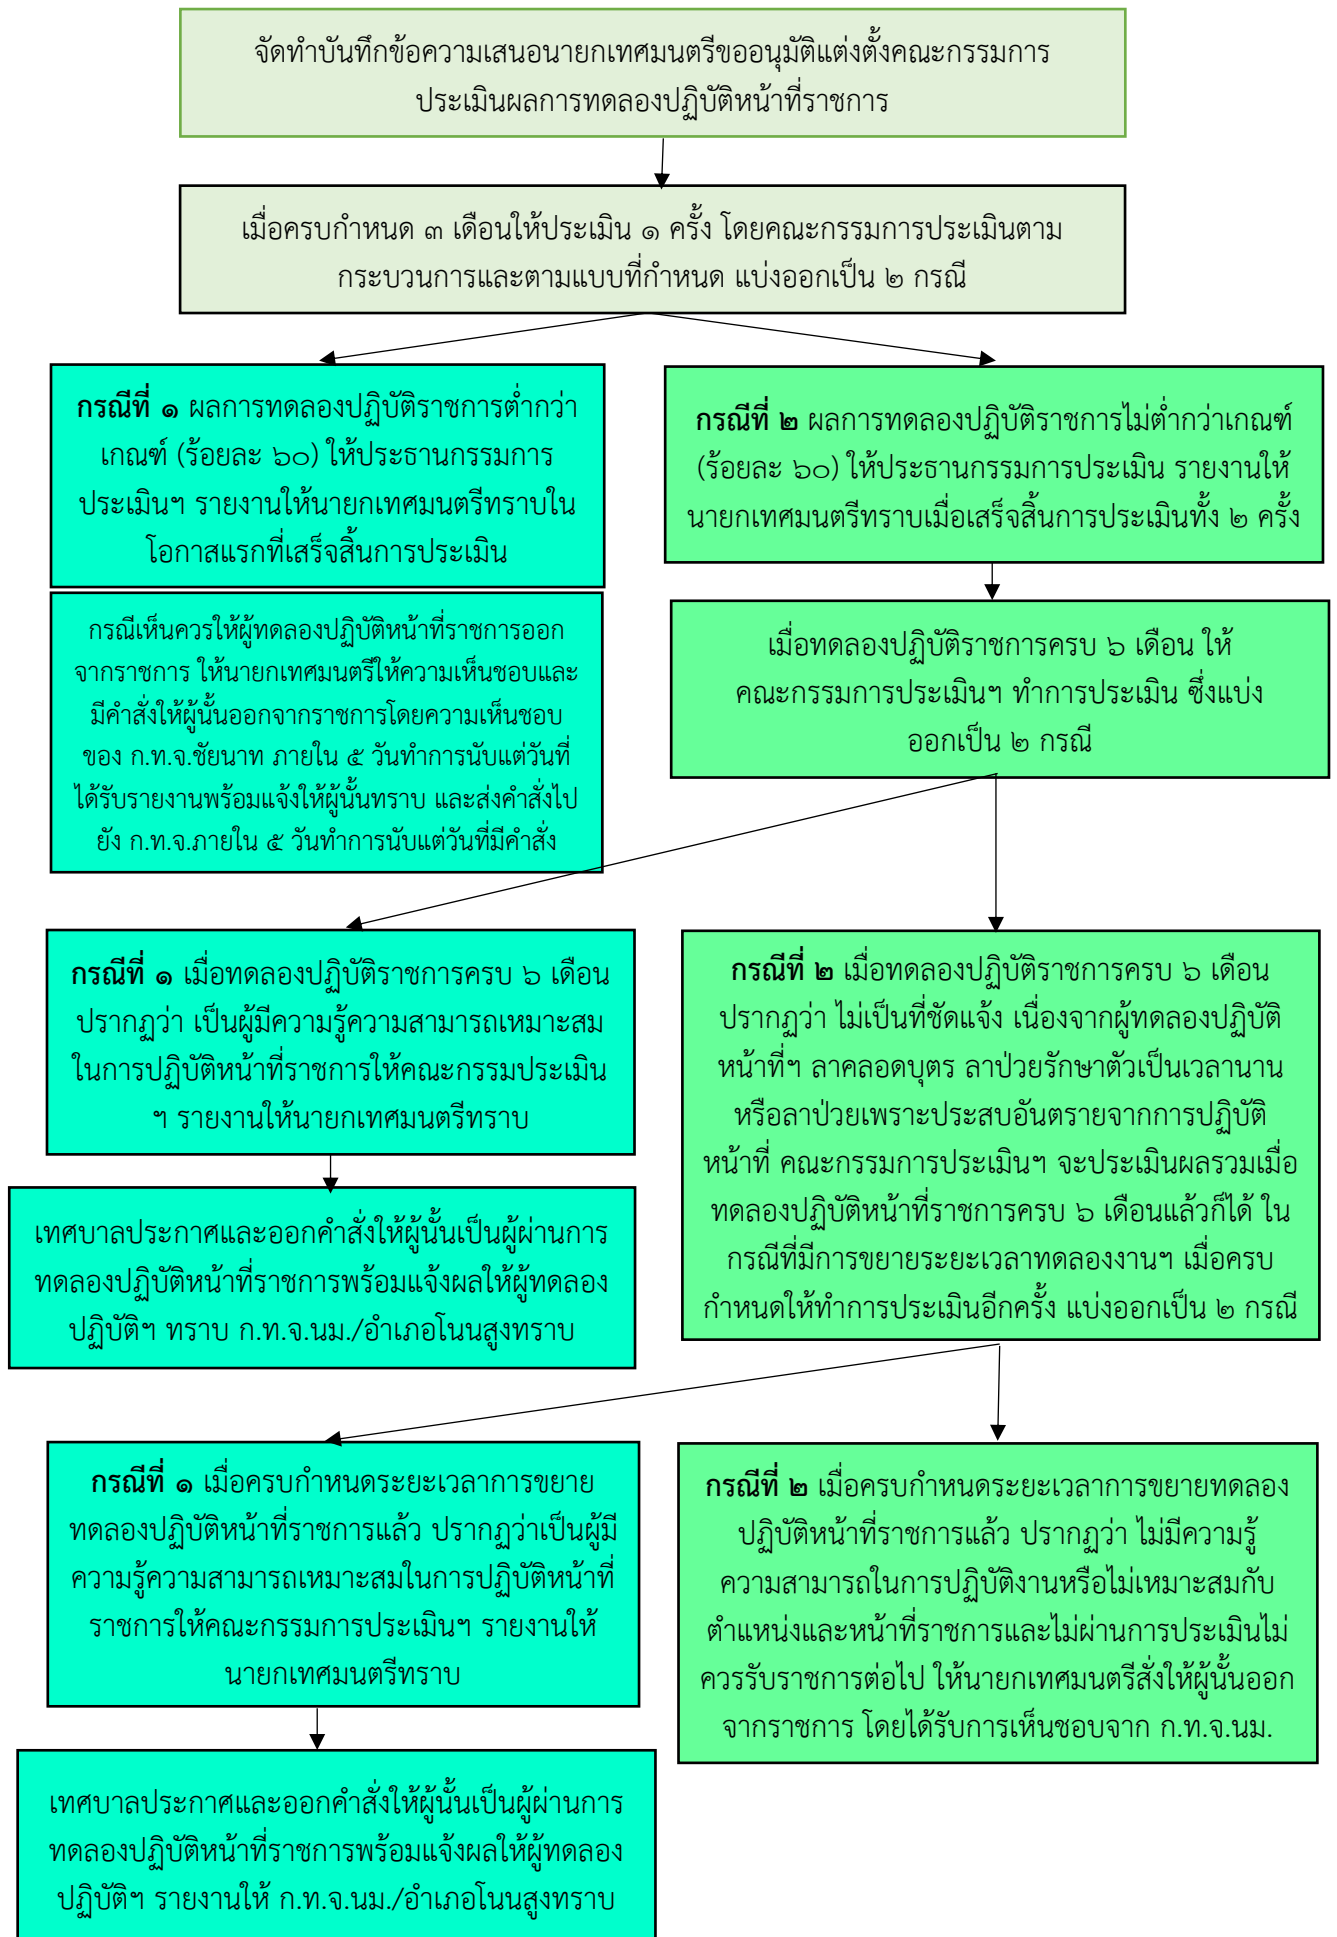 จัดทำบันทึกข้อความเสนอนายกเทศมนตรีขออนุมัติแต่งตั้งคณะกรรมการ
ประเมินผลการทดลองปฏิบัติหน้าที่ราชการ
เมื่อครบกำหนด ๓ เดือนให้ประเมิน ๑ ครั้ง โดยคณะกรรมการประเมินตาม
กระบวนการและตามแบบที่กำหนด แบ่งออกเป็น ๒ กรณี
กรณีที่ ๑ ผลการทดลองปฏิบัติราชการต่ำกว่า
เกณฑ์ (ร้อยละ ๖๐) ให้ประธานกรรมการ
ประเมินฯ รายงานให้นายกเทศมนตรีทราบใน
โอกาสแรกที่เสร็จสิ้นการประเมิน
กรณีเห็นควรให้ผู้ทดลองปฏิบัติหน้าที่ราชการออก
จากราชการ ให้นายกเทศมนตรีให้ความเห็นชอบและ
มีคำสั่งให้ผู้นั้นออกจากราชการโดยความเห็นชอบ
ของ ก.ท.จ.ชัยนาท ภายใน ๕ วันทำการนับแต่วันที่
ได้รับรายงานพร้อมแจ้งให้ผู้นั้นทราบ และส่งคำสั่งไป
ยัง ก.ท.จ.ภายใน ๕ วันทำการนับแต่วันที่มีคำสั่ง
กรณีที่ ๒ ผลการทดลองปฏิบัติราชการไม่ต่ำกว่าเกณฑ์
(ร้อยละ ๖๐) ให้ประธานกรรมการประเมิน รายงานให้
นายกเทศมนตรีทราบเมื่อเสร็จสิ้นการประเมินทั้ง ๒ ครั้ง
เมื่อทดลองปฏิบัติราชการครบ ๖ เดือน ให้
คณะกรรมการประเมินฯ ทำการประเมิน ซึ่งแบ่ง
ออกเป็น ๒ กรณี
กรณีที่ ๑ เมื่อทดลองปฏิบัติราชการครบ ๖ เดือน
ปรากฏว่า เป็นผู้มีความรู้ความสามารถเหมาะสม
ในการปฏิบัติหน้าที่ราชการให้คณะกรรมประเมิน
ฯ รายงานให้นายกเทศมนตรีทราบ
เทศบาลประกาศและออกคำสั่งให้ผู้นั้นเป็นผู้ผ่านการ
ทดลองปฏิบัติหน้าที่ราชการพร้อมแจ้งผลให้ผู้ทดลอง
ปฏิบัติฯ ทราบ ก.ท.จ.นม./อำเภอโนนสูงทราบ
กรณีที่ ๒ เมื่อทดลองปฏิบัติราชการครบ ๖ เดือน
ปรากฏว่า ไม่เป็นที่ชัดแจ้ง เนื่องจากผู้ทดลองปฏิบัติ
หน้าที่ฯ ลาคลอดบุตร ลาป่วยรักษาตัวเป็นเวลานาน
หรือลาป่วยเพราะประสบอันตรายจากการปฏิบัติ
หน้าที่ คณะกรรมการประเมินฯ จะประเมินผลรวมเมื่อ
ทดลองปฏิบัติหน้าที่ราชการครบ ๖ เดือนแล้วก็ได้ ใน
กรณีที่มีการขยายระยะเวลาทดลองงานฯ เมื่อครบ
กำหนดให้ทำการประเมินอีกครั้ง แบ่งออกเป็น ๒ กรณี
กรณีที่ ๑ เมื่อครบกำหนดระยะเวลาการขยาย
ทดลองปฏิบัติหน้าที่ราชการแล้ว ปรากฏว่าเป็นผู้มี
ความรู้ความสามารถเหมาะสมในการปฏิบัติหน้าที่
ราชการให้คณะกรรมการประเมินฯ รายงานให้
นายกเทศมนตรีทราบ
เทศบาลประกาศและออกคำสั่งให้ผู้นั้นเป็นผู้ผ่านการ
ทดลองปฏิบัติหน้าที่ราชการพร้อมแจ้งผลให้ผู้ทดลอง
ปฏิบัติฯ รายงานให้ ก.ท.จ.นม./อำเภอโนนสูงทราบ
กรณีที่ ๒ เมื่อครบกำหนดระยะเวลาการขยายทดลอง
ปฏิบัติหน้าที่ราชการแล้ว ปรากฏว่า ไม่มีความรู้
ความสามารถในการปฏิบัติงานหรือไม่เหมาะสมกับ
ตำแหน่งและหน้าที่ราชการและไม่ผ่านการประเมินไม่
ควรรับราชการต่อไป ให้นายกเทศมนตรีสั่งให้ผู้นั้นออก
จากราชการ โดยได้รับการเห็นชอบจาก ก.ท.จ.นม.